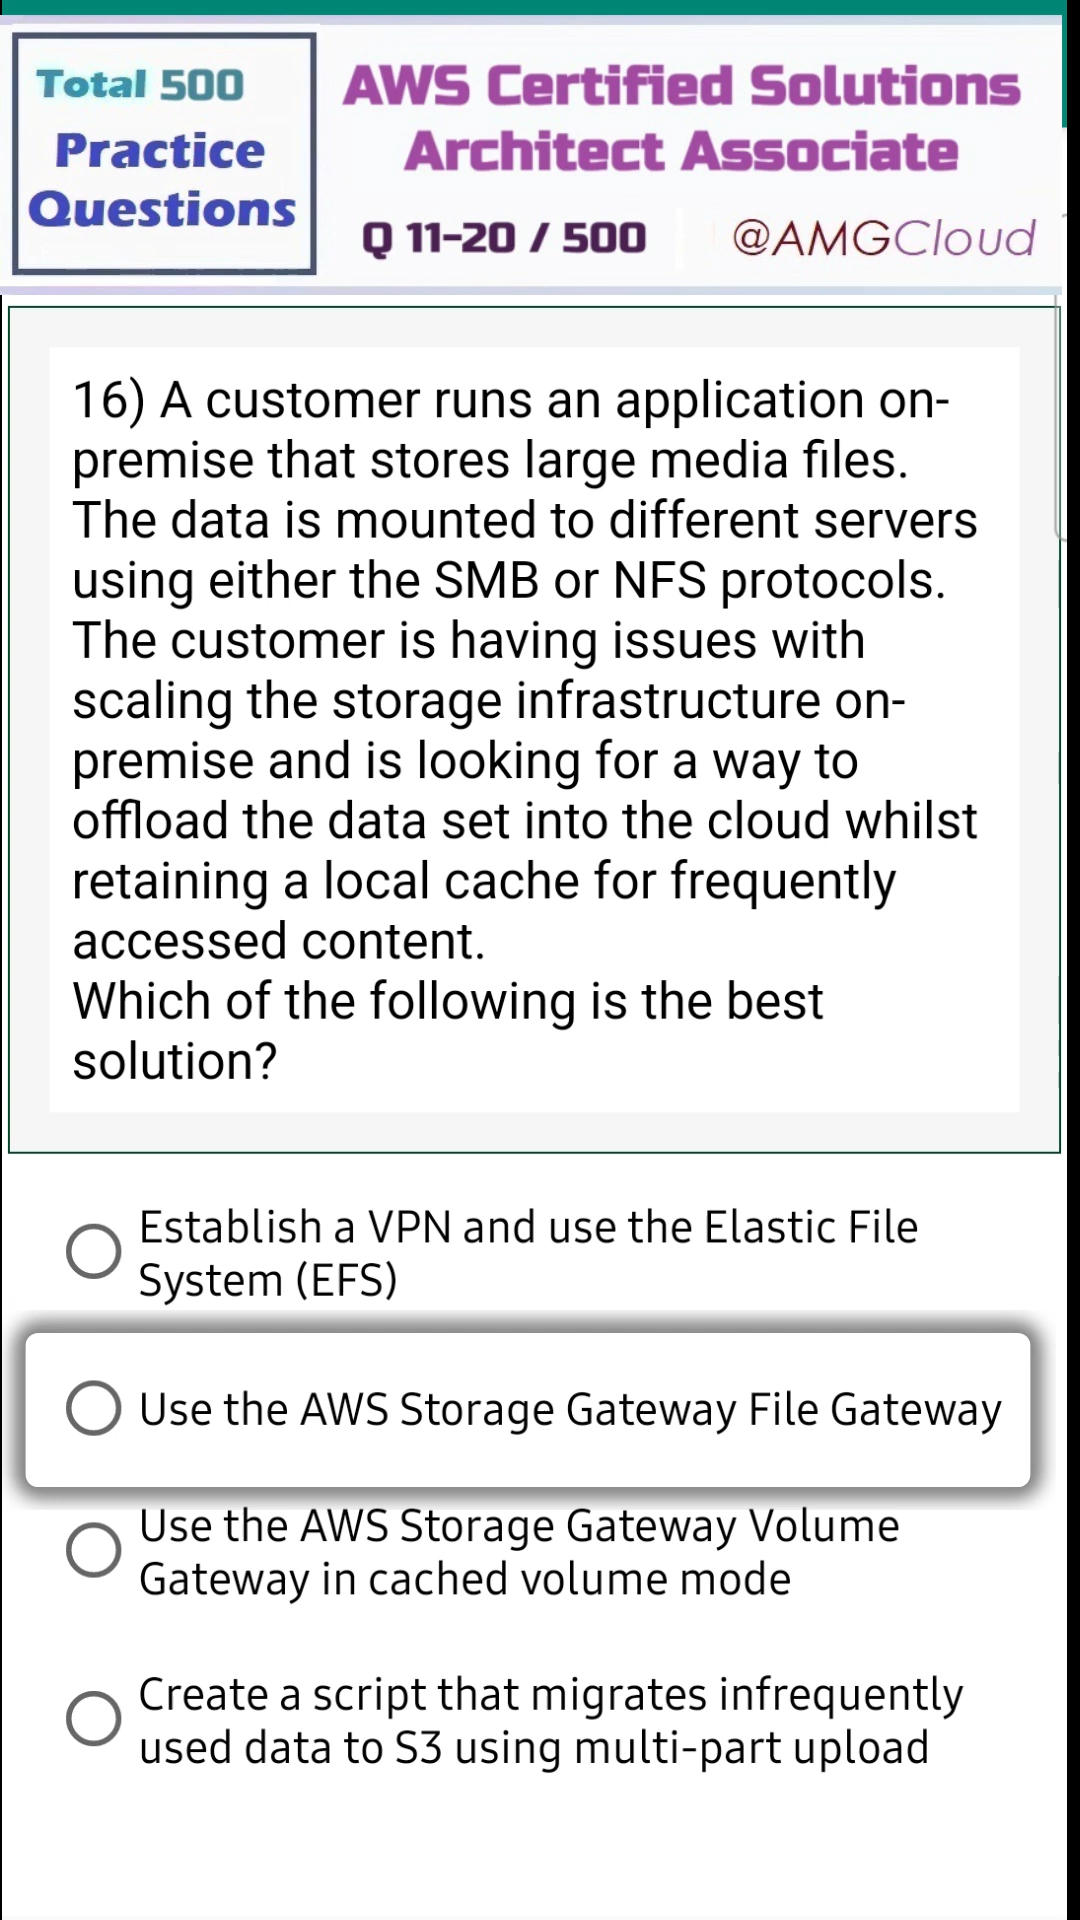 Total 500
Practice
Questions
AWS Certified Solutions
Architect Associate
Q 11-20 / 500
@AMGCloud
16) A customer runs an application on-
premise that stores large media files.
The data is mounted to different servers
using either the SMB or NFS protocols.
The customer is having issues with
scaling the storage infrastructure on-
premise and is looking for a way to
offload the data set into the cloud whilst
retaining a local cache for frequently
accessed content.
Which of the following is the best
solution?
Establish a VPN and use the Elastic File
System (EFS)
Use the AWS Storage Gateway File Gateway
Use the AWS Storage Gateway Volume
Gateway in cached volume mode
Create a script that migrates infrequently
used data to S3 using multi-part upload